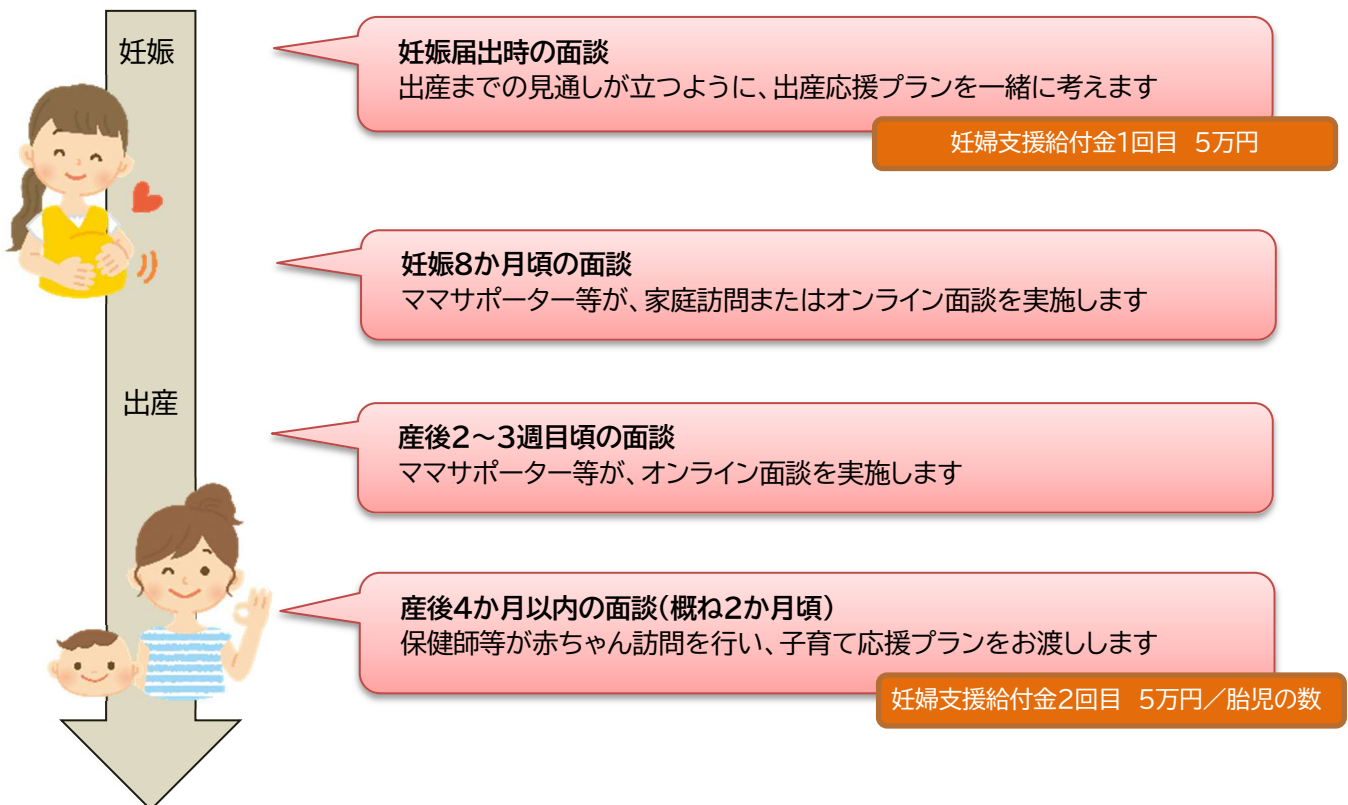 妊娠
妊娠届出時の面談
出産までの見通しが立つように、出産応援プランを一緒に考えます
妊婦支援給付金1回目 5万円
妊娠8か月頃の面談
ママサポーター等が、家庭訪問またはオンライン面談を実施します
出産
産後2～3週目頃の面談
ママサポーター等が、オンライン面談を実施します
産後4か月以内の面談(概ね2か月頃)
保健師等が赤ちゃん訪問を行い、子育て応援プランをお渡しします
妊婦支援給付金2回目 5万円／胎児の数